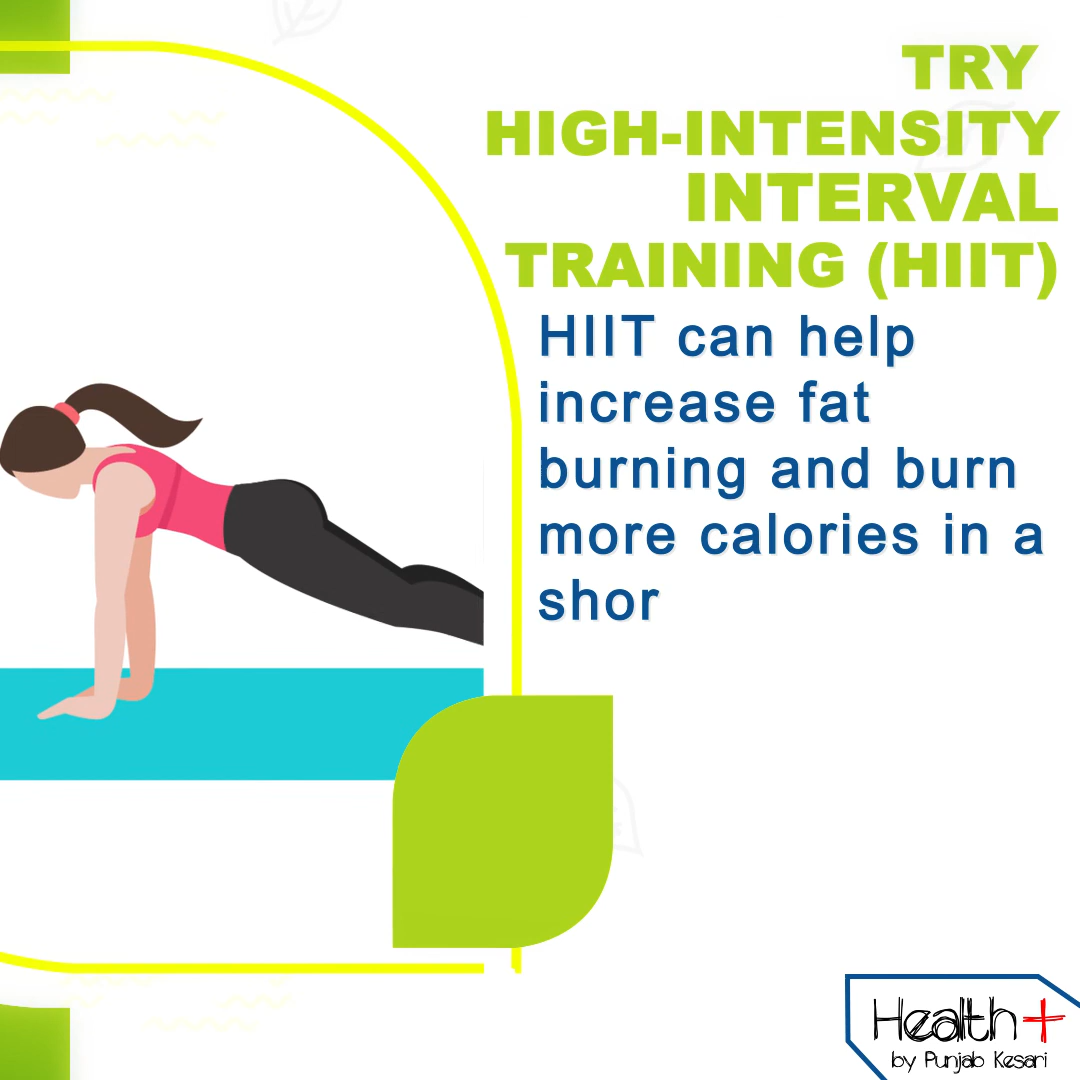 TRY
HIGH-INTENSITY
INTERVAL
TRAINING (HIIT)
HIIT can help
increase fat
burning and burn
more calories in a
shor
Health+
by Punjab Kesari